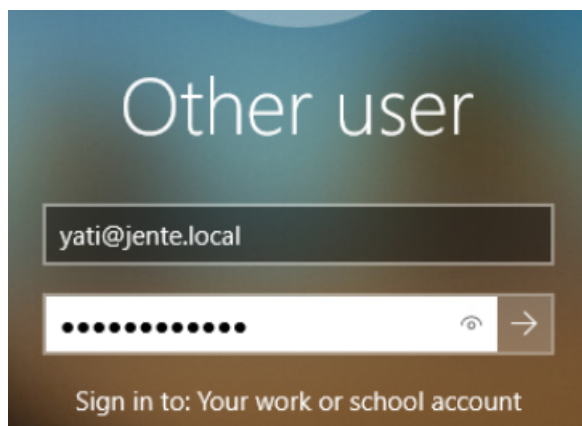 Other user
yati@jente.local
●●●●●●●●●●●●
Sign in to: Your work or school account